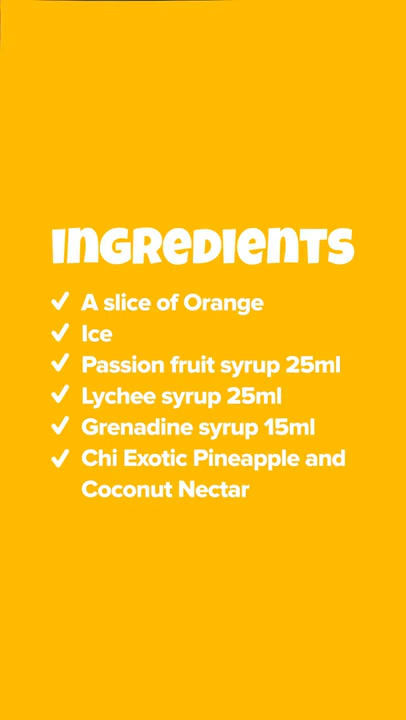 INGREDIENTS
✓ A slice of Orange
✓ Ice
✓ Passion fruit syrup 25ml
✓ Lychee syrup 25ml
✓ Grenadine syrup 15ml
✓ Chi Exotic Pineapple and
Coconut Nectar